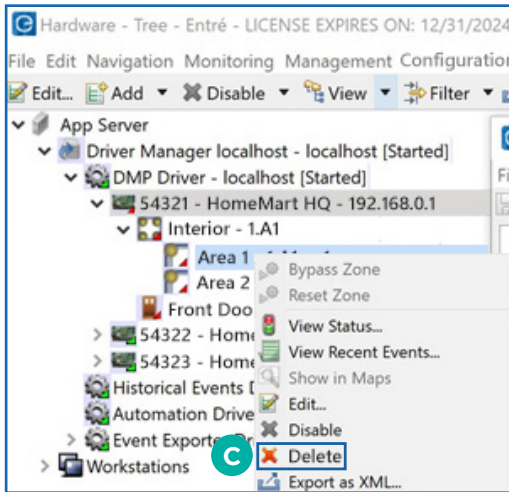 Hardware - Tree - Entré - LICENSE EXPIRES ON: 12/31/2024
File Edit Navigation Monitoring Management Configuration
Edit... Add Disable View Filter
App Server
Driver Manager localhost - localhost [Started]
DMP Driver - localhost [Started]
54321 - HomeMart HQ - 192.168.0.1
Interior - 1.A1
Area 1
Area 2
Bypass Zone
Reset Zone
Front Doo
View Status...
54322 - Home
View Recent Events...
54323 - Home
Show in Maps
Historical Events D
Edit...
Automation Drive
Disable
Event Exporter Dr
C Delete
Workstations
Export as XML...